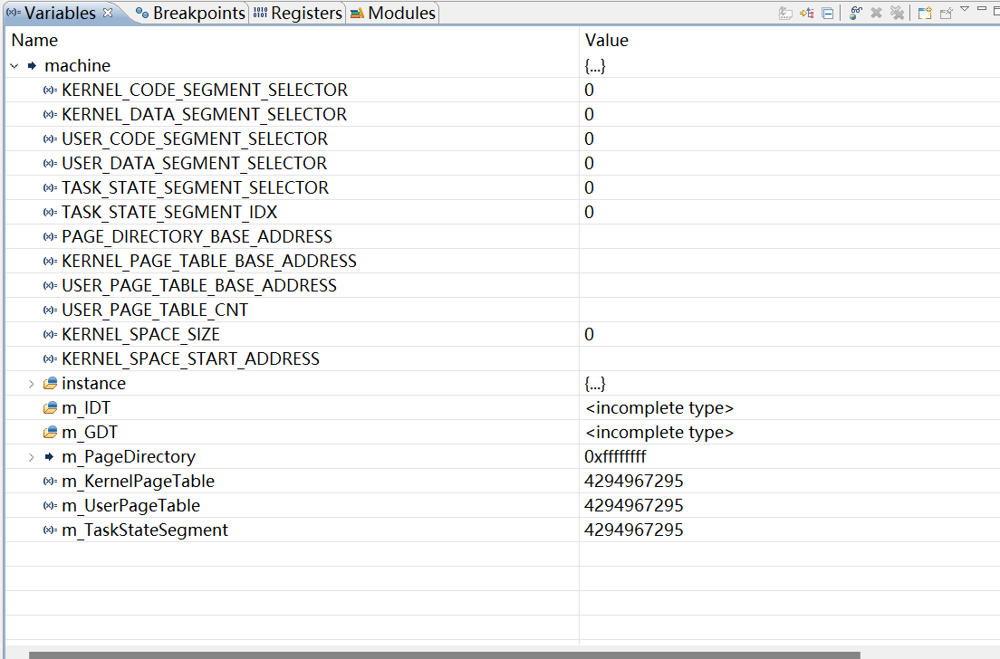 Variables Breakpoints Registers Modules
Name Value
machine {...}
KERNEL_CODE_SEGMENT_SELECTOR 0
KERNEL_DATA_SEGMENT_SELECTOR 0
USER_CODE_SEGMENT_SELECTOR 0
USER_DATA_SEGMENT_SELECTOR 0
TASK_STATE_SEGMENT_SELECTOR 0
TASK_STATE_SEGMENT_IDX 0
PAGE_DIRECTORY_BASE_ADDRESS
KERNEL_PAGE_TABLE_BASE_ADDRESS
USER_PAGE_TABLE_BASE_ADDRESS
USER_PAGE_TABLE_CNT
KERNEL_SPACE_SIZE 0
KERNEL_SPACE_START_ADDRESS
instance {...}
m_IDT <incomplete type>
m_GDT <incomplete type>
m_PageDirectory 0xffffffff
m_KernelPageTable 4294967295
m_UserPageTable 4294967295
m_TaskStateSegment 4294967295